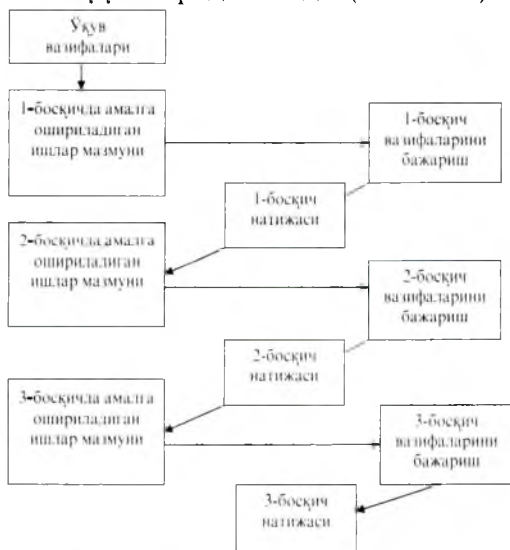 Ўқув
вазифалари
1-босқичда амалга
ошириладиган
ишлар мазмуни
1-босқич
вазифаларини
бажариш
1-босқич
натижаси
2-босқичда амалга
ошириладиган
ишлар мазмуни
2-босқич
вазифаларини
бажариш
2-босқич
натижаси
3-босқичда амалга
ошириладиган
ишлар мазмуни
3-босқич
вазифаларини
бажариш
3-босқич
натижаси